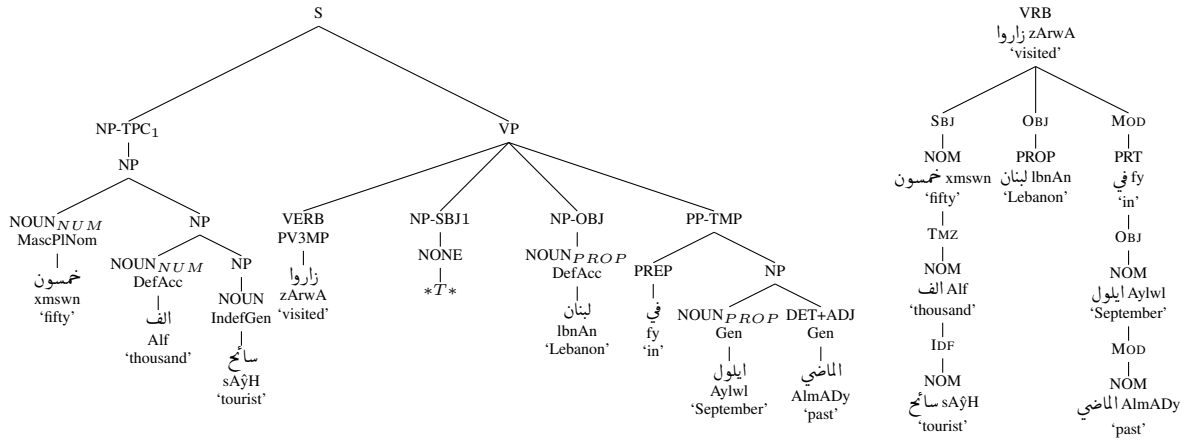 S
NP-TPC1
NP
NOUNNUM
MascPlNom
خمسون
xmswn
'fifty'
NP
NOUNNUM
DefAcc
الف
Alf
'thousand'
NP
NOUN
IndefGen
سائح
sAŷH
'tourist'
VP
VERB
PV3MP
زاروا
zArwA
'visited'
NP-SBJ1
NONE
*T*
NP-OBJ
NOUNPROP
DefAcc
لبنان
lbnAn
'Lebanon'
PP-TMP
PREP
في
fy
'in'
NP
NOUNPROP
Gen
ايلول
Aylwl
'September'
DET+ADJ
Gen
الماضي
AlmADy
'past'
VRB
زاروا zArwA
'visited'
SBJ
NOM
خمسون xmswn
'fifty'
TMZ
NOM
الف Alf
'thousand'
IDF
NOM
سائح sAŷH
'tourist'
OBJ
PROP
لبنان lbnAn
'Lebanon'
MOD
PRT
في fy
'in'
OBJ
NOM
ايلول Aylwl
'September'
MOD
NOM
الماضي AlmADy
'past'